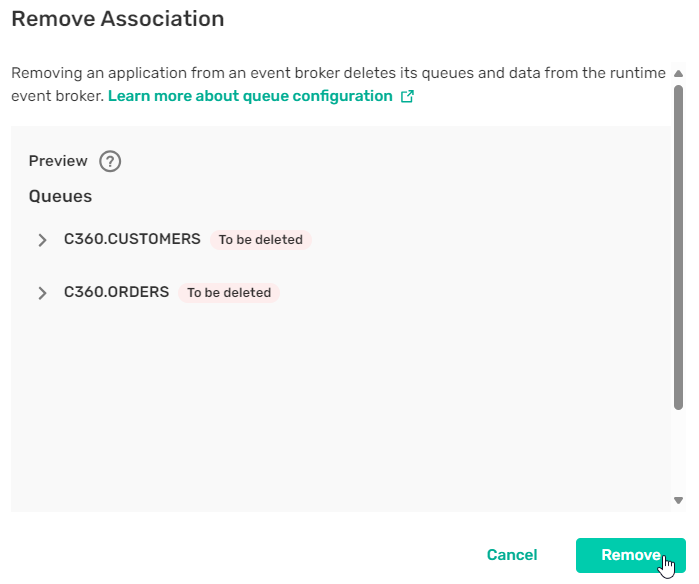 Remove Association
Removing an application from an event broker deletes its queues and data from the runtime
event broker. Learn more about queue configuration
Preview ?
Queues
C360.CUSTOMERS To be deleted
C360.ORDERS To be deleted
Cancel Remove